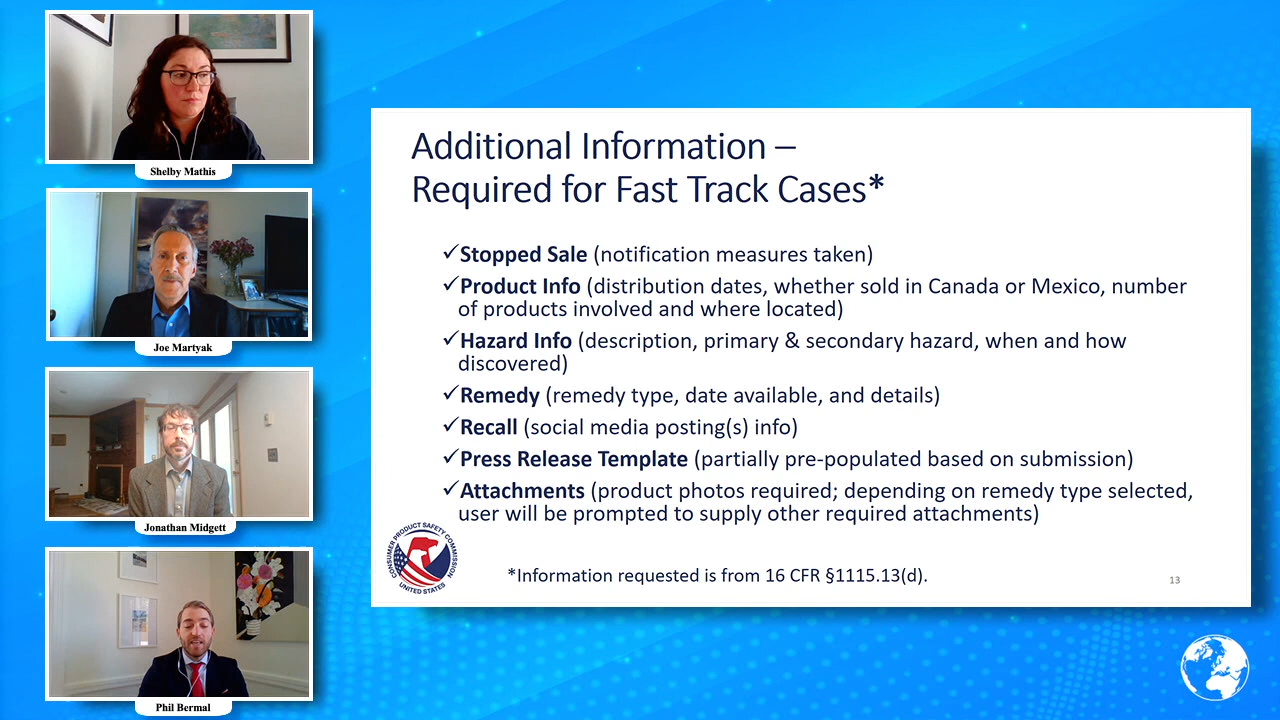 Shelby Mathis
Joe Martyak
Jonathan Midgett
Phil Bermal
Additional Information –
Required for Fast Track Cases*
✓Stopped Sale (notification measures taken)
✓Product Info (distribution dates, whether sold in Canada or Mexico, number
of products involved and where located)
✓Hazard Info (description, primary & secondary hazard, when and how
discovered)
✓Remedy (remedy type, date available, and details)
✓Recall (social media posting(s) info)
✓Press Release Template (partially pre-populated based on submission)
✓Attachments (product photos required; depending on remedy type selected,
user will be prompted to supply other required attachments)
CONSUMER PRODUCT SAFETY COMMISSION
UNITED STATES
*Information requested is from 16 CFR §1115.13(d).
13